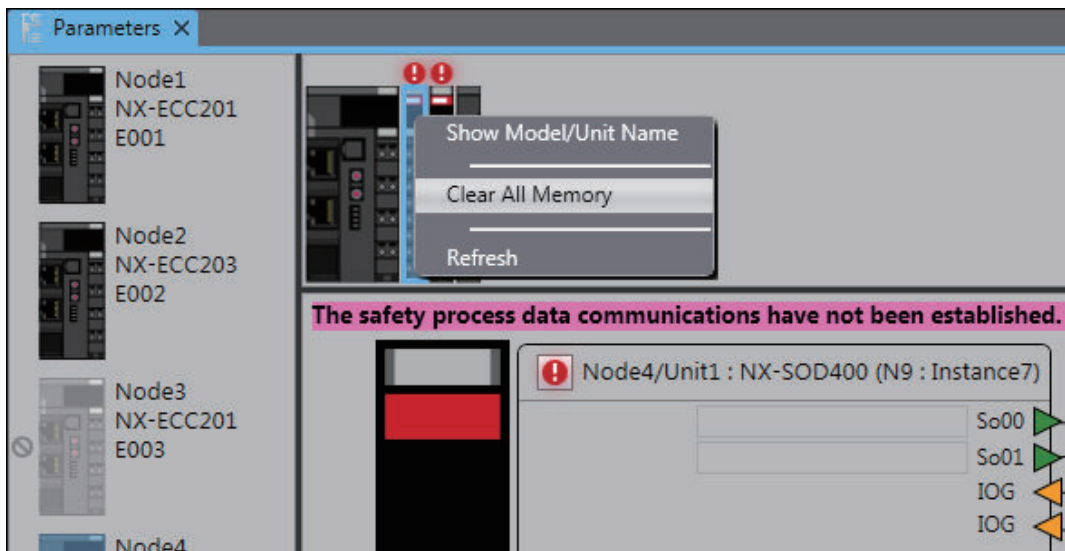 Parameters X
Node1
NX-ECC201
E001
Node2
NX-ECC203
E002
Node3
NX-ECC201
E003
Node4
Show Model/Unit Name
Clear All Memory
Refresh
The safety process data communications have not been established.
Node4/Unit1 : NX-SOD400 (N9 : Instance7)
So00
So01
IOG
IOG